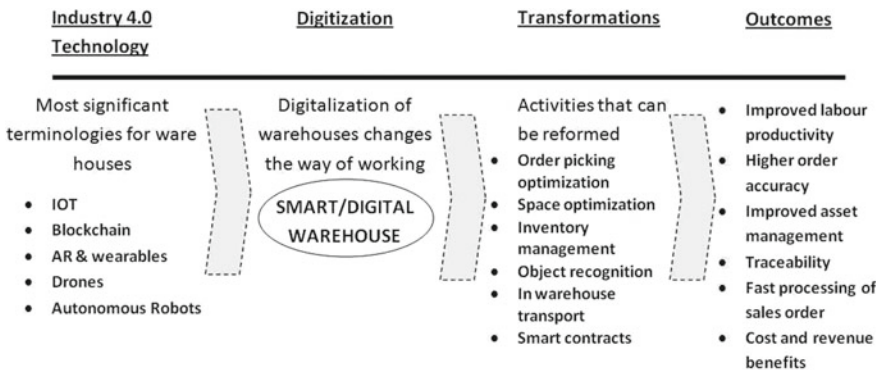 Industry 4.0
Technology
Digitization
Transformations
Outcomes
Most significant
terminologies for ware
houses
• IOT
• Blockchain
• AR & wearables
• Drones
• Autonomous Robots
Digitalization of
warehouses changes
the way of working
SMART/DIGITAL
WAREHOUSE
Activities that can
be reformed
• Order picking
optimization
• Space optimization
• Inventory
management
• Object recognition
• In warehouse
transport
• Smart contracts
• Improved labour
productivity
• Higher order
accuracy
• Improved asset
management
• Traceability
• Fast processing of
sales order
• Cost and revenue
benefits